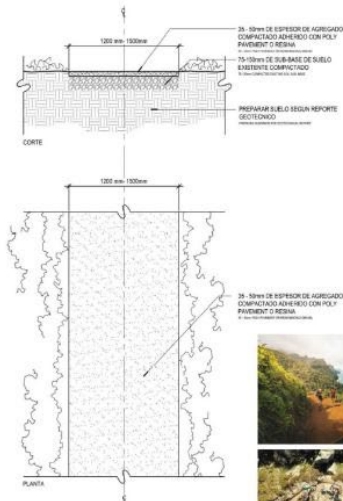 ℄
1200 mm- 1500mm
25 - 50mm DE ESPESOR DE AGREGADO
COMPACTADO ADHERIDO CON POLY
PAVEMENT O RESINA
75-150mm DE SUB-BASE DE SUELO
EXISTENTE COMPACTADO
PREPARAR SUELO SEGUN REPORTE
GEOTECNICO
CORTE
1200 mm- 1500mm
25 - 50mm DE ESPESOR DE AGREGADO
COMPACTADO ADHERIDO CON POLY
PAVEMENT O RESINA
PLANTA
℄